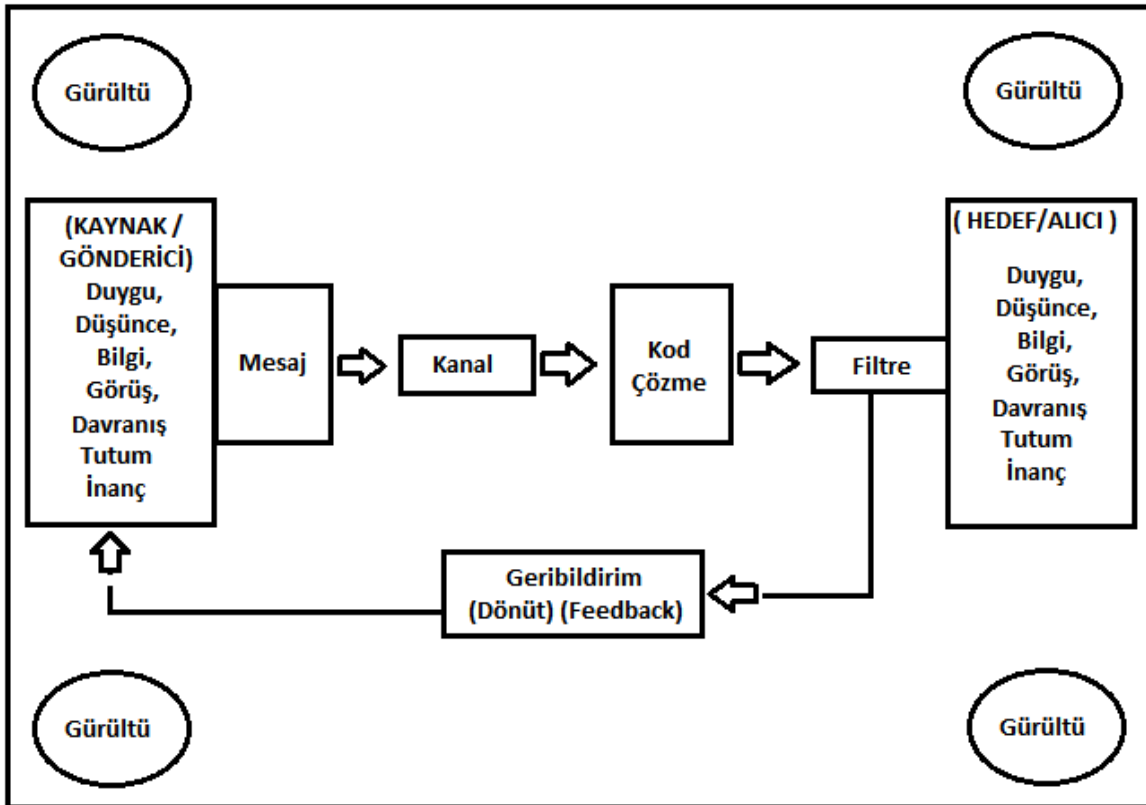 Gürültü
Gürültü
(KAYNAK /
GÖNDERİCİ)
Duygu,
Düşünce,
Bilgi,
Görüş,
Davranış
Tutum
İnanç
Mesaj
Kanal
Kod
Çözme
Filtre
( HEDEF/ALICI )
Duygu,
Düşünce,
Bilgi,
Görüş,
Davranış
Tutum
İnanç
Geribildirim
(Dönüt) (Feedback)
Gürültü
Gürültü